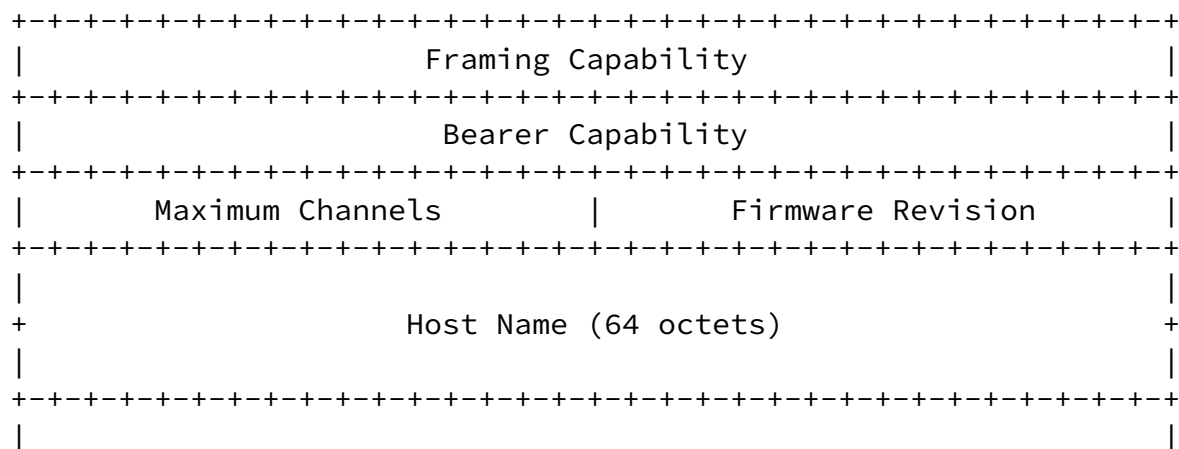 +-+-+-+-+-+-+-+-+-+-+-+-+-+-+-+-+-+-+-+-+-+-+-+-+-+-+-+-+-+-+-+-+
|                       Framing Capability                      |
+-+-+-+-+-+-+-+-+-+-+-+-+-+-+-+-+-+-+-+-+-+-+-+-+-+-+-+-+-+-+-+-+
|                        Bearer Capability                      |
+-+-+-+-+-+-+-+-+-+-+-+-+-+-+-+-+-+-+-+-+-+-+-+-+-+-+-+-+-+-+-+-+
|       Maximum Channels        |       Firmware Revision       |
+-+-+-+-+-+-+-+-+-+-+-+-+-+-+-+-+-+-+-+-+-+-+-+-+-+-+-+-+-+-+-+-+
|                                                               |
+                     Host Name (64 octets)                     +
|                                                               |
+-+-+-+-+-+-+-+-+-+-+-+-+-+-+-+-+-+-+-+-+-+-+-+-+-+-+-+-+-+-+-+-+
|                                                               |